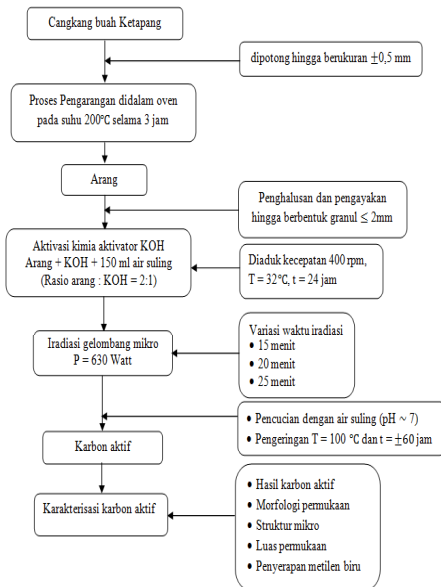 Cangkang buah Ketapang
dipotong hingga berukuran ±0,5 mm
Proses Pengarangan didalam oven
pada suhu 200℃ selama 3 jam
Arang
Penghalusan dan pengayakan
hingga berbentuk granul ≤ 2mm
Aktivasi kimia aktivator KOH
Arang + KOH + 150 ml air suling
(Rasio arang : KOH = 2:1)
Diaduk kecepatan 400 rpm,
T = 32℃, t = 24 jam
Iradiasi gelombang mikro
P = 630 Watt
Variasi waktu iradiasi
• 15 menit
• 20 menit
• 25 menit
• Pencucian dengan air suling (pH ~ 7)
• Pengeringan T = 100 ℃ dan t = ±60 jam
Karbon aktif
Karakterisasi karbon aktif
• Hasil karbon aktif
• Morfologi permukaan
• Struktur mikro
• Luas permukaan
• Penyerapan metilen biru